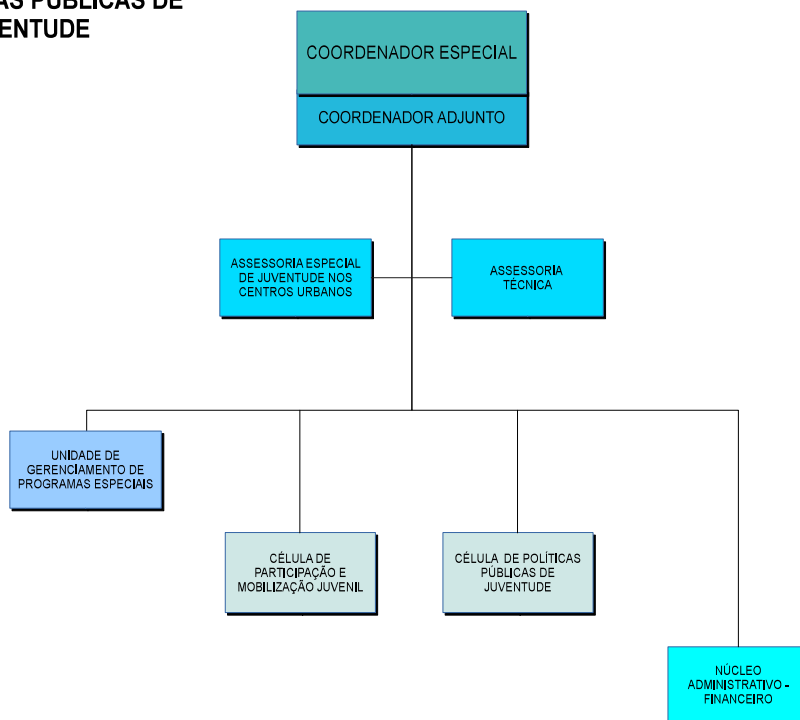 AS PÚBLICAS DE
VENTUDE
COORDENADOR ESPECIAL
COORDENADOR ADJUNTO
ASSESSORIA ESPECIAL
DE JUVENTUDE NOS
CENTROS URBANOS
ASSESSORIA
TÉCNICA
UNIDADE DE
GERENCIAMENTO DE
PROGRAMAS ESPECIAIS
CÉLULA DE
PARTICIPAÇÃO E
MOBILIZAÇÃO JUVENIL
CÉLULA DE POLÍTICAS
PÚBLICAS DE
JUVENTUDE
NÚCLEO
ADMINISTRATIVO -
FINANCEIRO